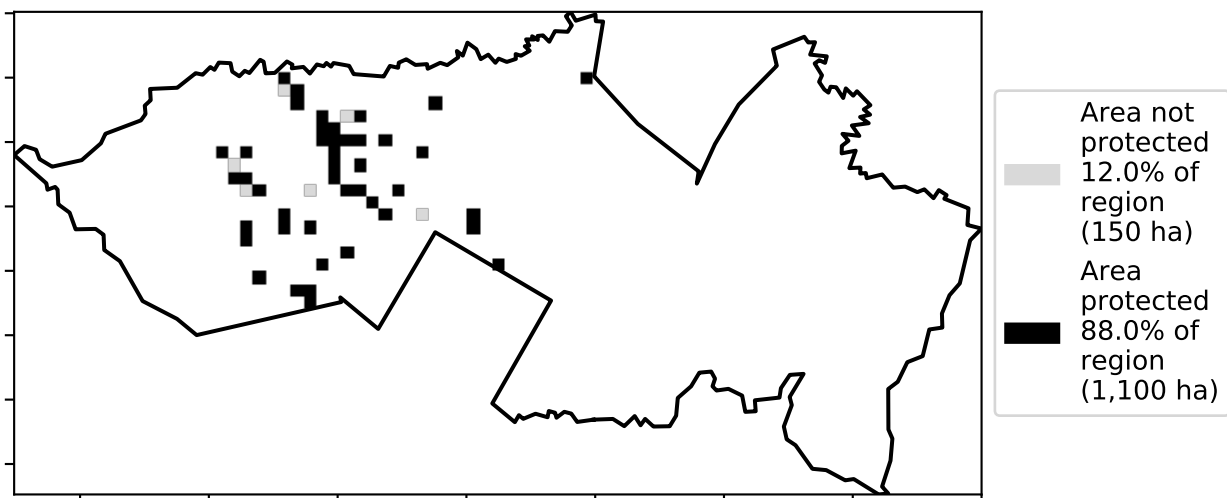 Area not
protected
12.0% of
region
(150 ha)
Area
protected
88.0% of
region
(1,100 ha)